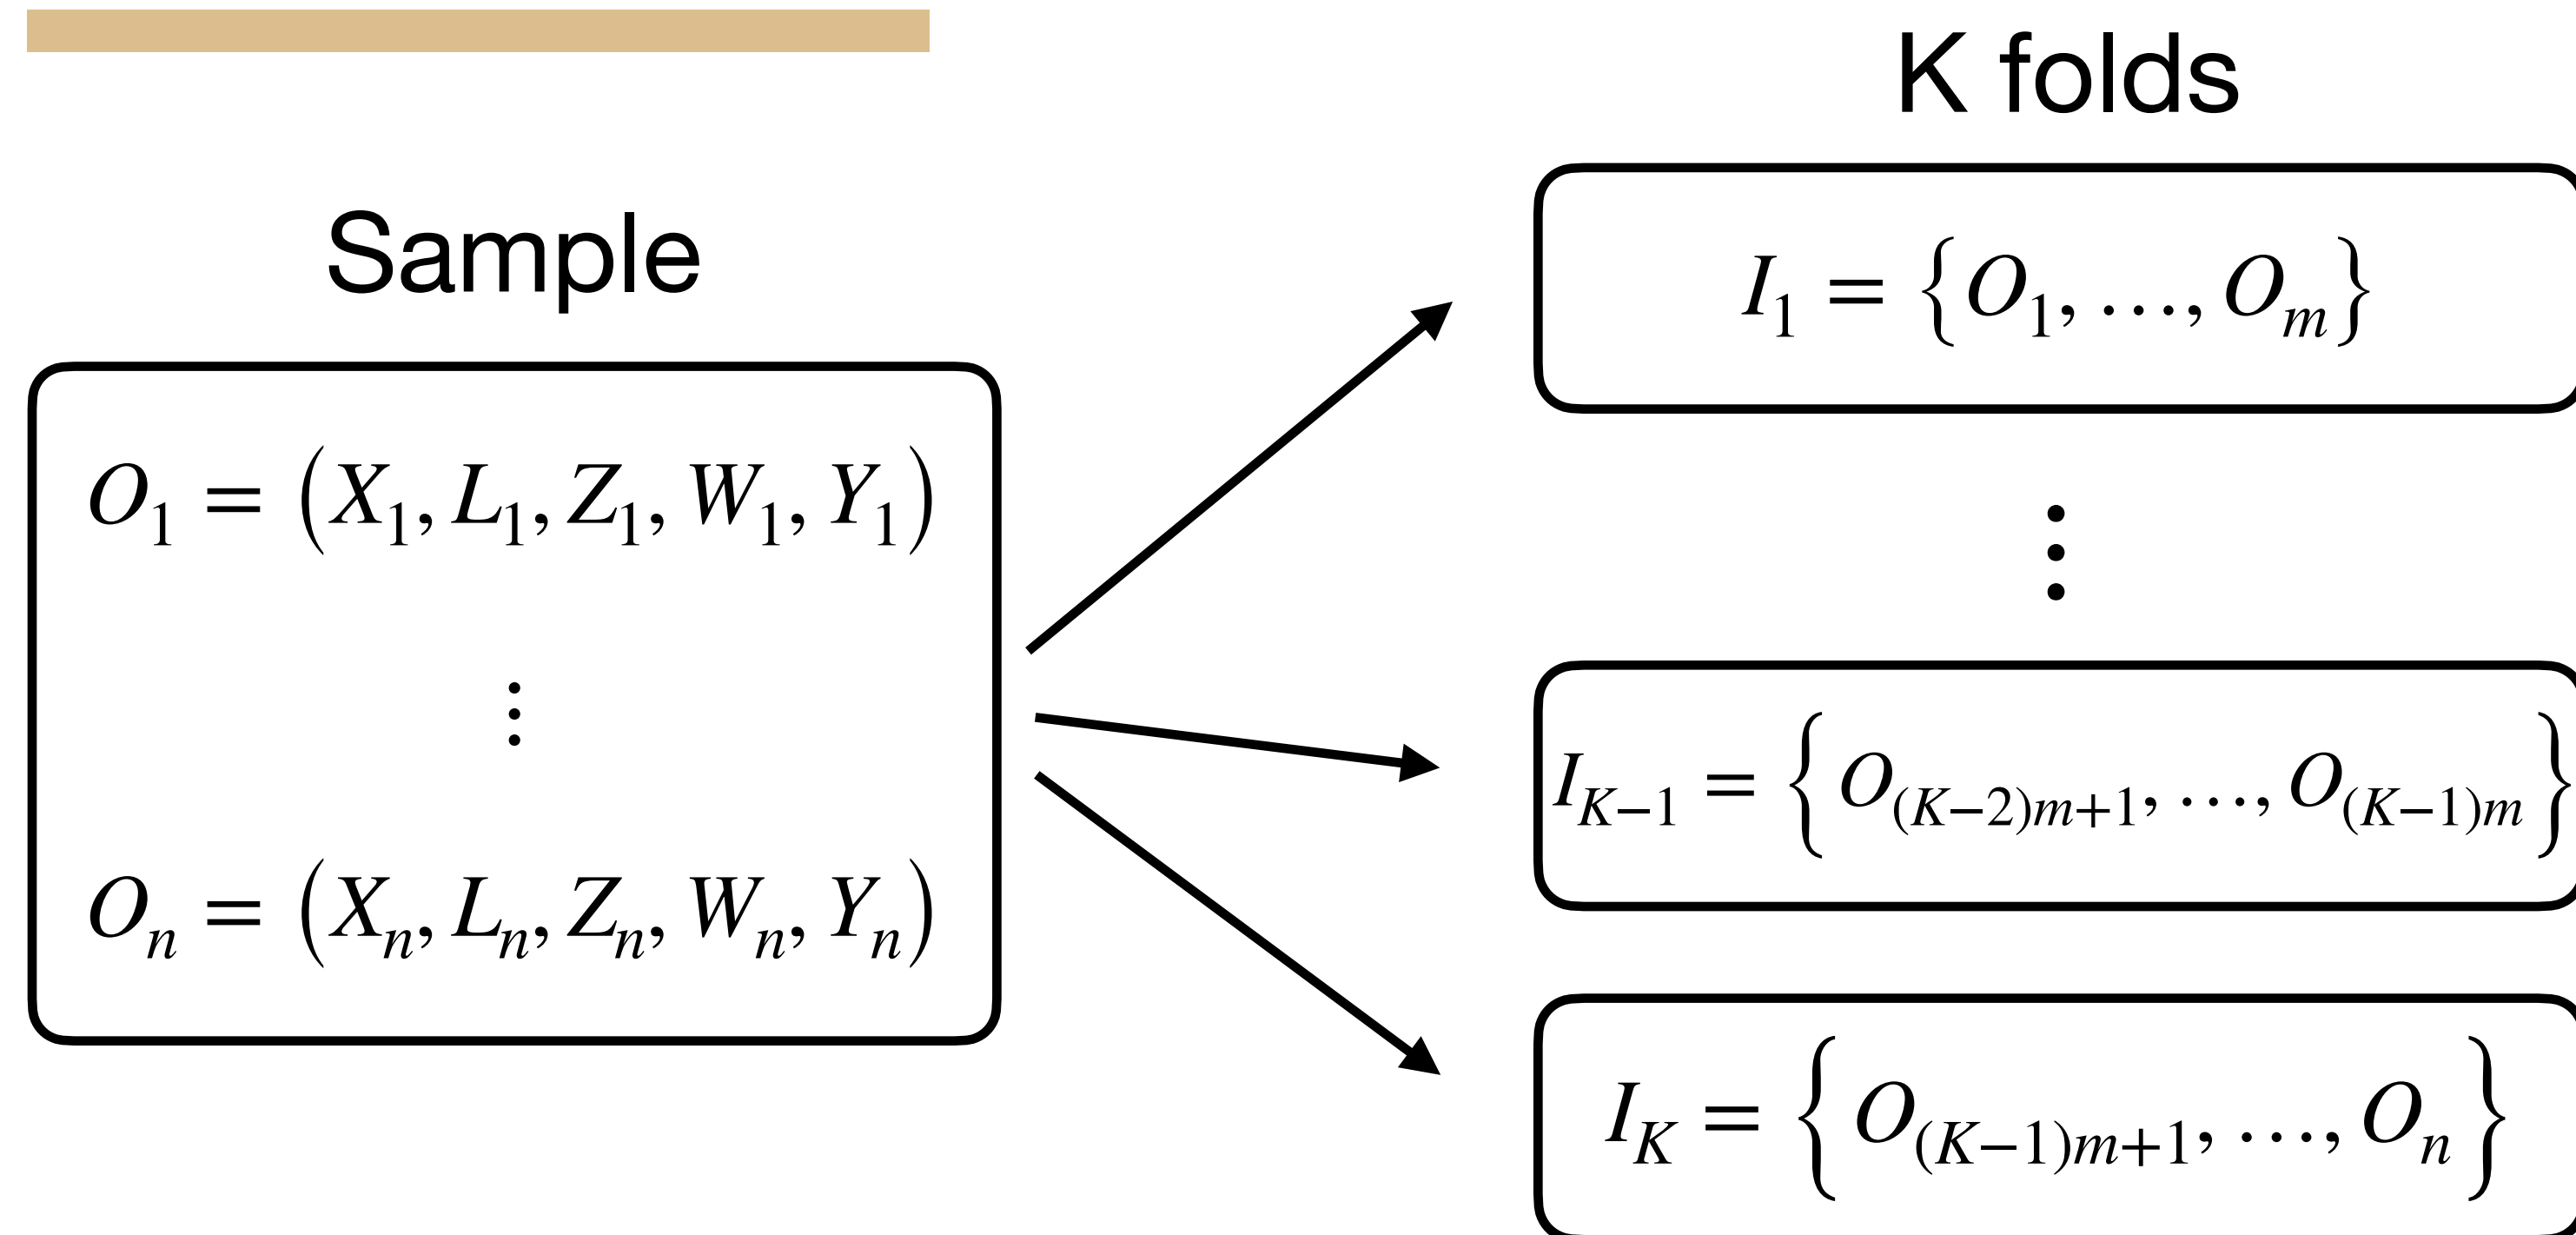 Sample
O_1 = (X_1, L_1, Z_1, W_1, Y_1)
⋮
O_n = (X_n, L_n, Z_n, W_n, Y_n)
K folds
I_1 = {O_1, …, O_m}
⋮
I_{K−1} = {O_{(K−2)m+1}, …, O_{(K−1)m}}
I_K = {O_{(K−1)m+1}, …, O_n}